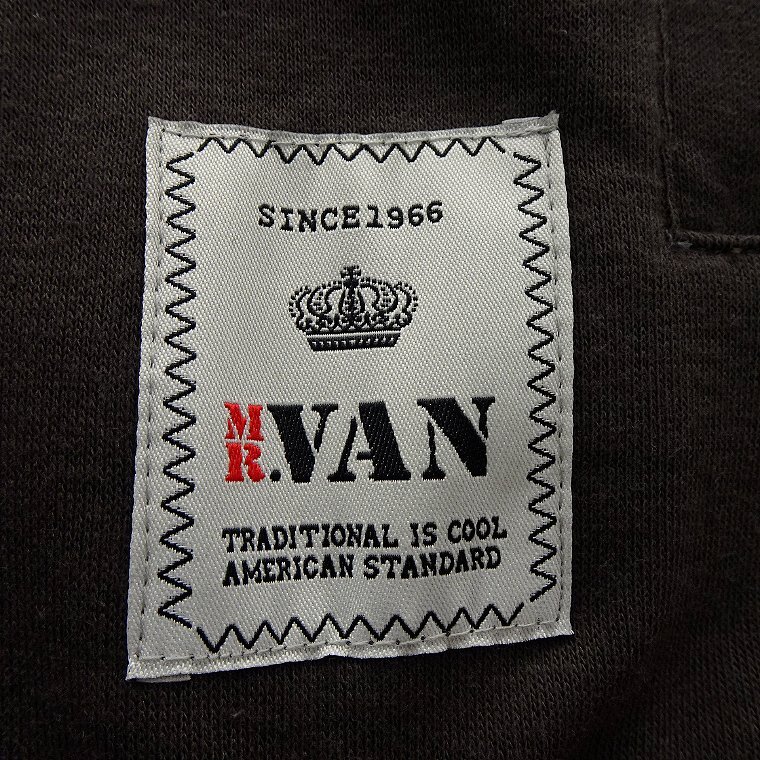 SINCE1966
MR.VAN
TRADITIONAL IS COOL
AMERICAN STANDARD